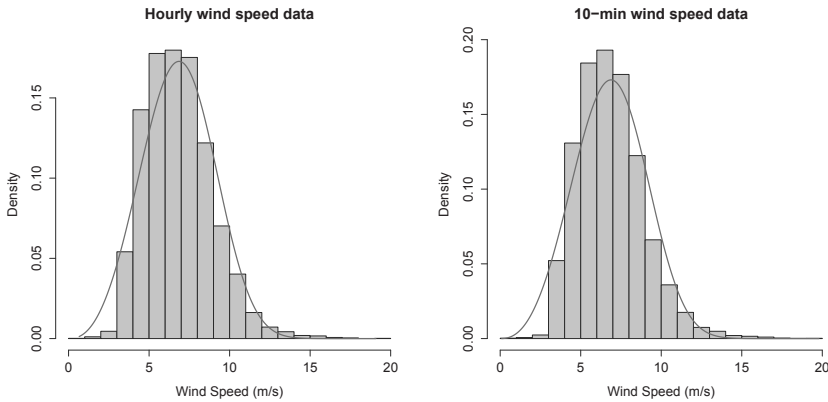 Hourly wind speed data
Density
0.00
0.05
0.10
0.15
0 5 10 15 20
Wind Speed (m/s)
10−min wind speed data
Density
0.00
0.05
0.10
0.15
0.20
0 5 10 15 20
Wind Speed (m/s)